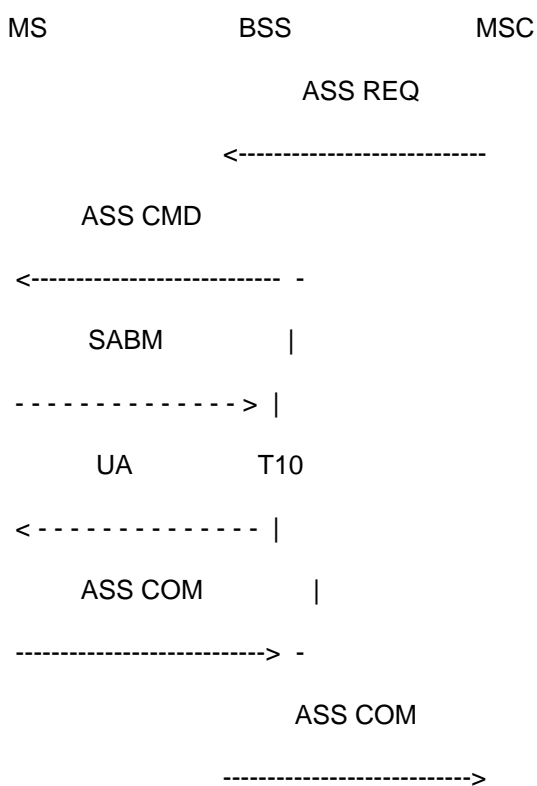 MS BSS MSC
ASS REQ
<----------------------------
ASS CMD
<---------------------------- -
SABM |
- - - - - - - - - - - - - - > |
UA T10
< - - - - - - - - - - - - - - |
ASS COM |
----------------------------> -
ASS COM
---------------------------->